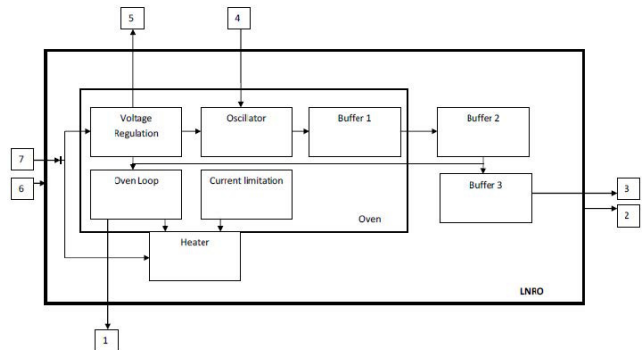 5
4
Voltage
Regulation
Oscillator
Buffer 1
Buffer 2
7
6
Oven Loop
Current limitation
Buffer 3
3
2
Oven
Heater
LNRO
1